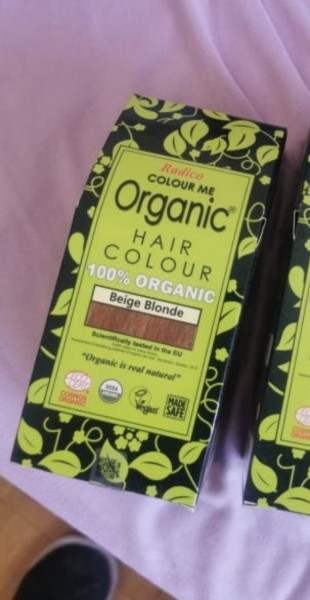 Radico
COLOUR ME
Organic®
HAIR
COLOUR
100% ORGANIC
Beige Blonde
Scientifically tested in the EU
"Organic is real natural"
USDA
Vegan
MADE
SAFE